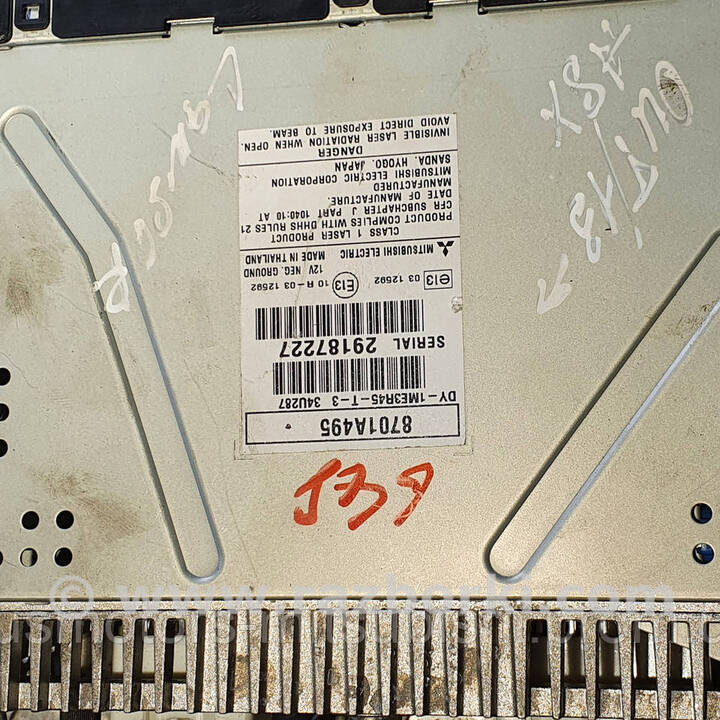 8701A495
DY-1ME3R45-T-3 34U287
SERIAL 29187227
e13 03 12592 E13 10 R-03 12592
12V NEG. GROUND
MITSUBISHI ELECTRIC MADE IN THAILAND
CLASS 1 LASER PRODUCT
PRODUCT COMPLIES WITH DHHS RULES 21
CFR SUBCHAPTER J PART 1040:10 AT
DATE OF MANUFACTURE.
MANUFACTURED
MITSUBISHI ELECTRIC CORPORATION
SANDA. HYOGO. JAPAN
DANGER
INVISIBLE LASER RADIATION WHEN OPEN.
AVOID DIRECT EXPOSURE TO BEAM.
© www.razborki.com